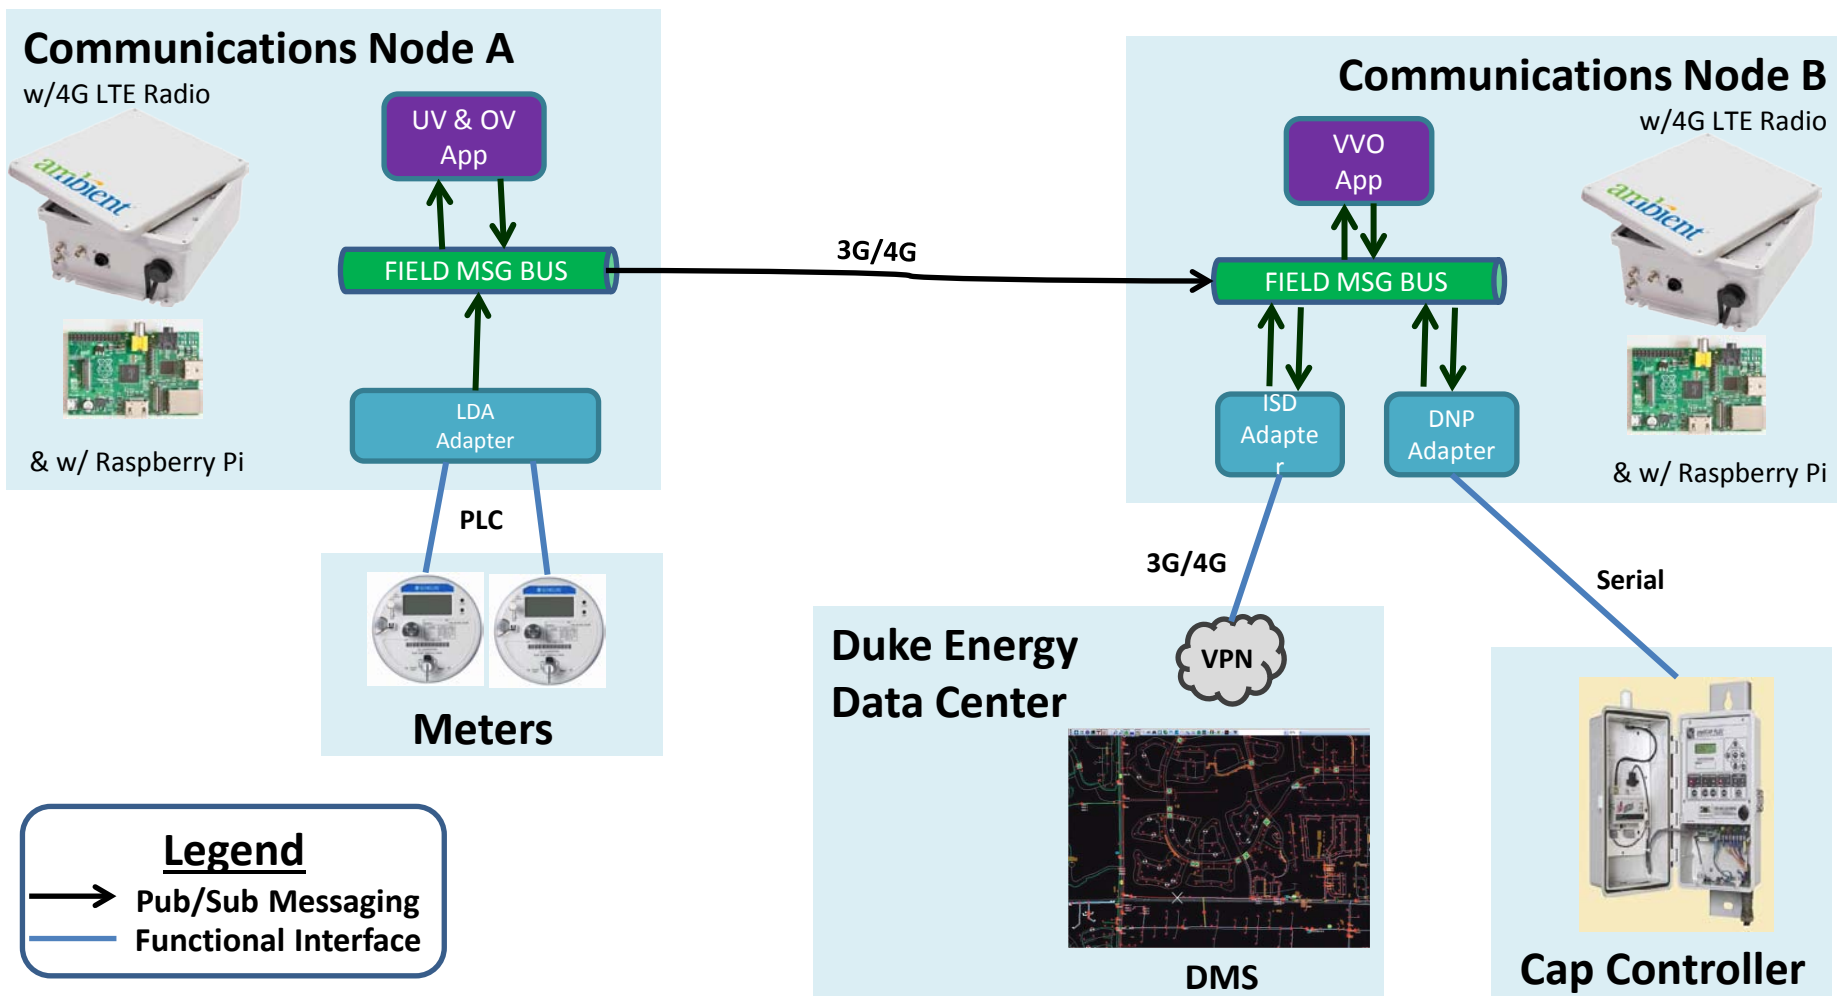 Communications Node A
w/4G LTE Radio
ambient
UV & OV
App
FIELD MSG BUS
LDA
Adapter
& w/ Raspberry Pi
PLC
Meters
3G/4G
Communications Node B
w/4G LTE Radio
ambient
VVO
App
FIELD MSG BUS
ISD
Adapte
r
DNP
Adapter
& w/ Raspberry Pi
3G/4G
Serial
Duke Energy
Data Center
VPN
DMS
Cap Controller
Legend
Pub/Sub Messaging
Functional Interface